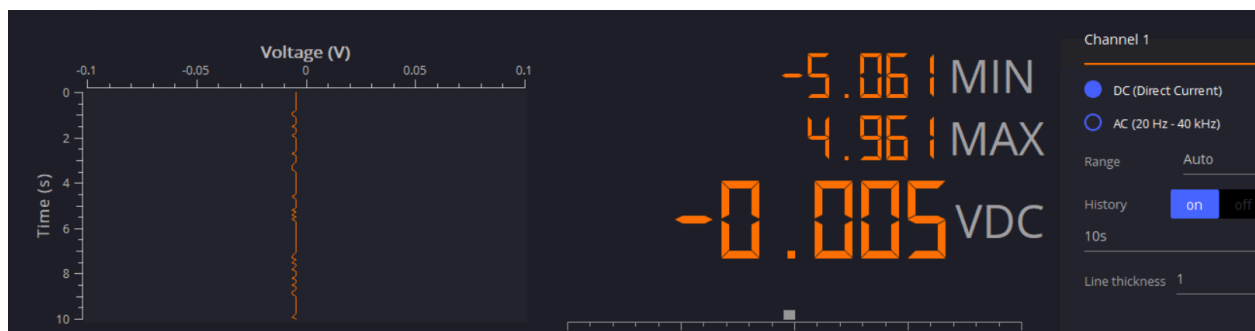 Voltage (V)
-0.1 -0.05 0 0.05 0.1
0
2
4
6
8
10
Time (s)
-5.061 MIN
4.961 MAX
-0.005 VDC
Channel 1
DC (Direct Current)
AC (20 Hz - 40 kHz)
Range Auto
History on off
10s
Line thickness 1